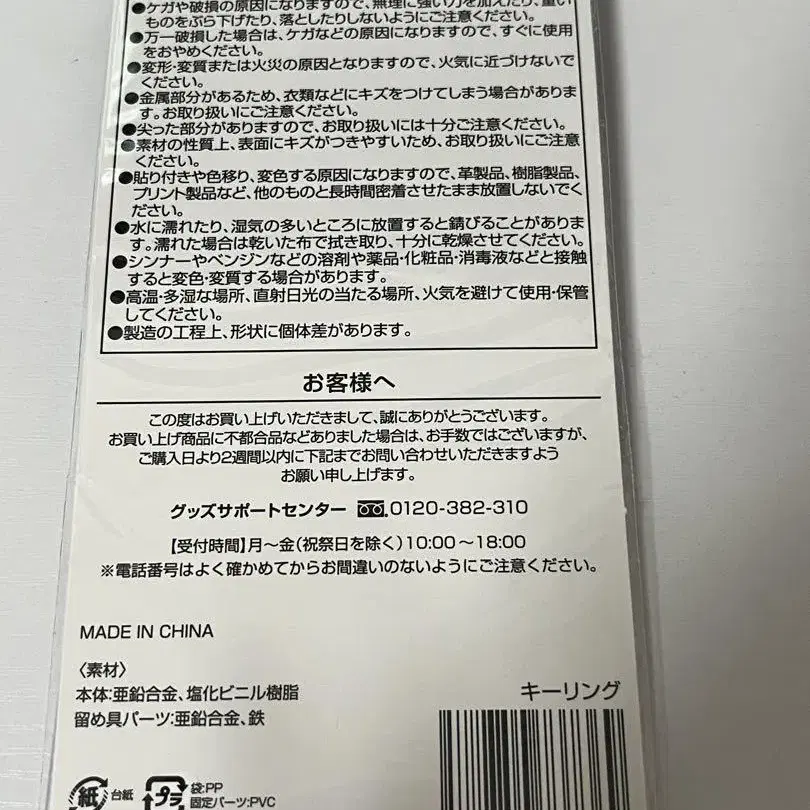 ●ケガや破損の原因になりますので、無理に強い力を加えたり、重い
ものをぶら下げたり、落としたりしないようにご注意ください。
●万一破損した場合は、ケガなどの原因になりますので、すぐに使用
をおやめください。
●変形・変質または火災の原因となりますので、火気に近づけないで
ください。
●金属部分があるため、衣類などにキズをつけてしまう場合がありま
す。お取り扱いにご注意ください。
●尖った部分がありますので、お取り扱いには十分ご注意ください。
●素材の性質上、表面にキズがつきやすいため、お取り扱いにご注意く
ださい。
●貼り付きや色移り、変色する原因になりますので、革製品、樹脂製品、
プリント製品など、他のものと長時間密着させたまま放置しないでく
ださい。
●水に濡れたり、湿気の多いところに放置すると錆びることがありま
す。濡れた場合は乾いた布で拭き取り、十分に乾燥させてください。
●シンナーやベンジンなどの溶剤や薬品・化粧品・消毒液などと接触
すると変色・変質する場合があります。
●高温・多湿な場所、直射日光の当たる場所、火気を避けて使用・保管
してください。
●製造の工程上、形状に個体差があります。
お客様へ
この度はお買い上げいただきまして、誠にありがとうございます。
お買い上げ商品に不都合品などありました場合は、お手数ではございますが、
ご購入日より2週間以内に下記までお問い合わせいただきますよう
お願い申し上げます。
グッズサポートセンター 0120-382-310
【受付時間】月～金(祝祭日を除く)10:00～18:00
※電話番号はよく確かめてからお間違いのないようにご注意ください。
MADE IN CHINA
〈素材〉
本体:亜鉛合金、塩化ビニル樹脂
留め具パーツ:亜鉛合金、鉄
キーリング
紙 台紙
プラ 袋:PP
固定パーツ:PVC